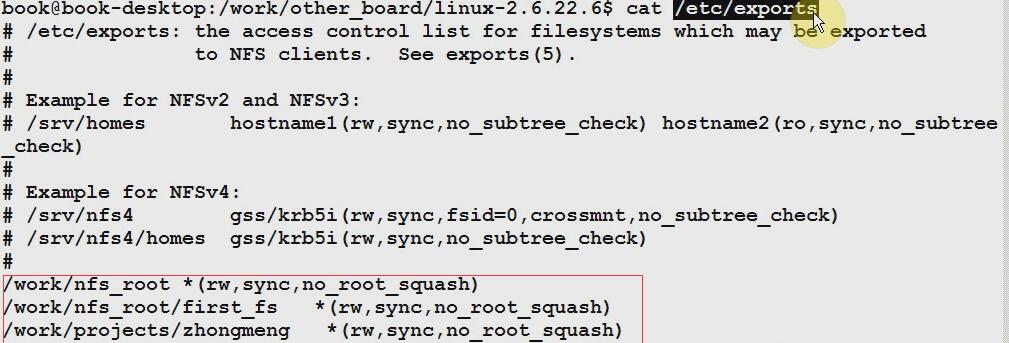 book@book-desktop:/work/other_board/linux-2.6.22.6$ cat /etc/exports
# /etc/exports: the access control list for filesystems which may be exported
#               to NFS clients.  See exports(5).
#
# Example for NFSv2 and NFSv3:
# /srv/homes       hostname1(rw,sync,no_subtree_check) hostname2(ro,sync,no_subtree
_check)
#
# Example for NFSv4:
# /srv/nfs4        gss/krb5i(rw,sync,fsid=0,crossmnt,no_subtree_check)
# /srv/nfs4/homes  gss/krb5i(rw,sync,no_subtree_check)
#
/work/nfs_root *(rw,sync,no_root_squash)
/work/nfs_root/first_fs   *(rw,sync,no_root_squash)
/work/projects/zhongmeng   *(rw,sync,no_root_squash)